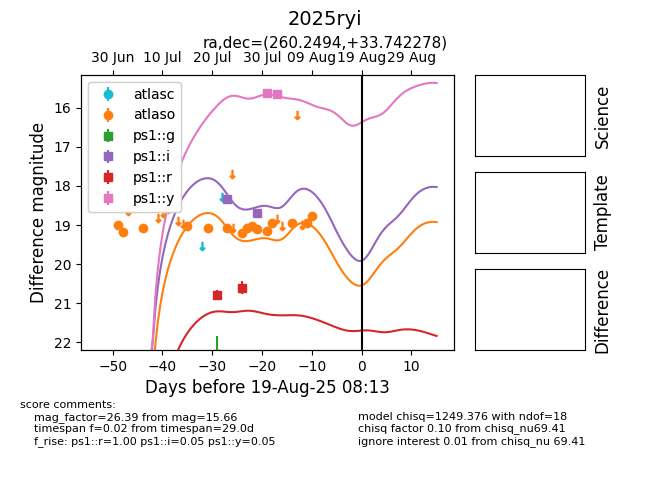 2025ryi
ra,dec=(260.2494,+33.742278)
30 Jun 10 Jul 20 Jul 30 Jul 09 Aug 19 Aug 29 Aug
atlasc
atlaso
ps1::g
ps1::i
ps1::r
ps1::y
16
17
18
19
20
21
22
Difference magnitude
−50 −40 −30 −20 −10 0 10
Days before 19-Aug-25 08:13
Science
Template
Difference
score comments:
mag_factor=26.39 from mag=15.66
timespan f=0.02 from timespan=29.0d
f_rise: ps1::r=1.00 ps1::i=0.05 ps1::y=0.05
model chisq=1249.376 with ndof=18
chisq factor 0.10 from chisq_nu69.41
ignore interest 0.01 from chisq_nu 69.41